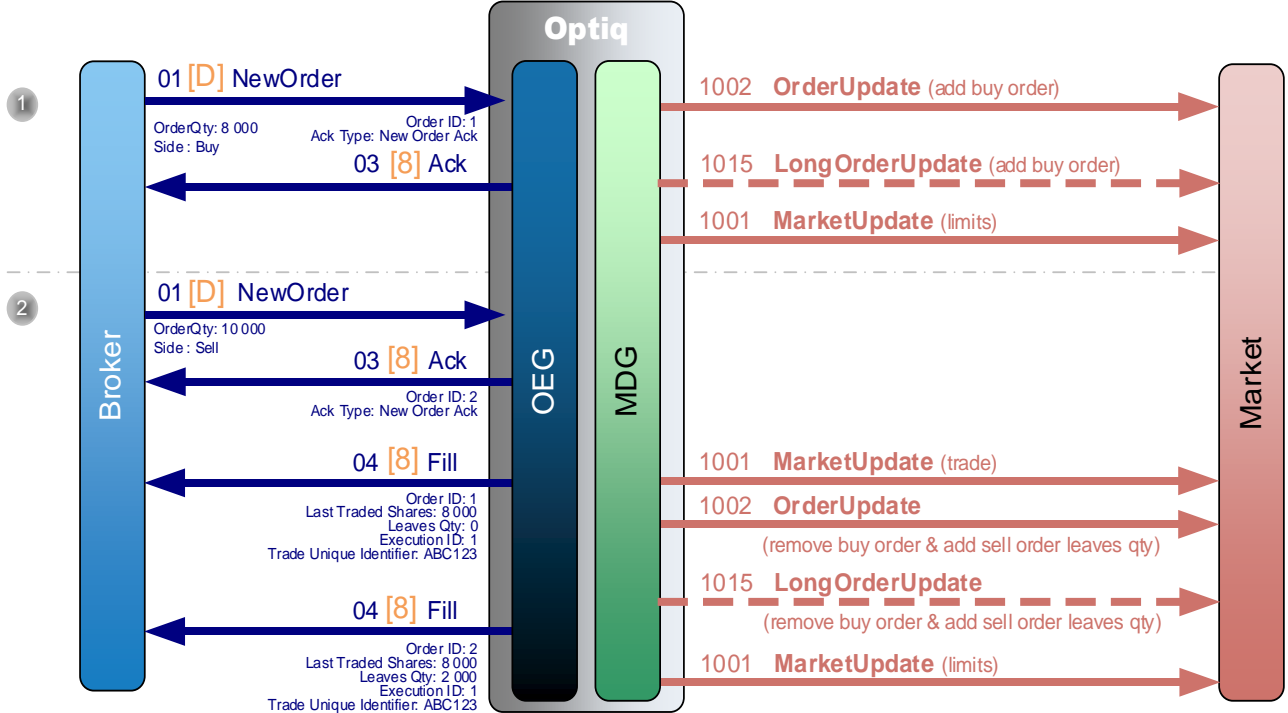 Optiq
1
01 [D] NewOrder
OrderQty: 8 000
Side : Buy
Order ID: 1
Ack Type: New Order Ack
03 [8] Ack
1002 OrderUpdate (add buy order)
1015 LongOrderUpdate (add buy order)
1001 MarketUpdate (limits)
2
01 [D] NewOrder
OrderQty: 10 000
Side : Sell
03 [8] Ack
Order ID: 2
Ack Type: New Order Ack
04 [8] Fill
Order ID: 1
Last Traded Shares: 8 000
Leaves Qty: 0
Execution ID: 1
Trade Unique Identifier: ABC123
04 [8] Fill
Order ID: 2
Last Traded Shares: 8 000
Leaves Qty: 2 000
Execution ID: 1
Trade Unique Identifier: ABC123
Broker
OEG
MDG
Market
1001 MarketUpdate (trade)
1002 OrderUpdate
(remove buy order & add sell order leaves qty)
1015 LongOrderUpdate
(remove buy order & add sell order leaves qty)
1001 MarketUpdate (limits)